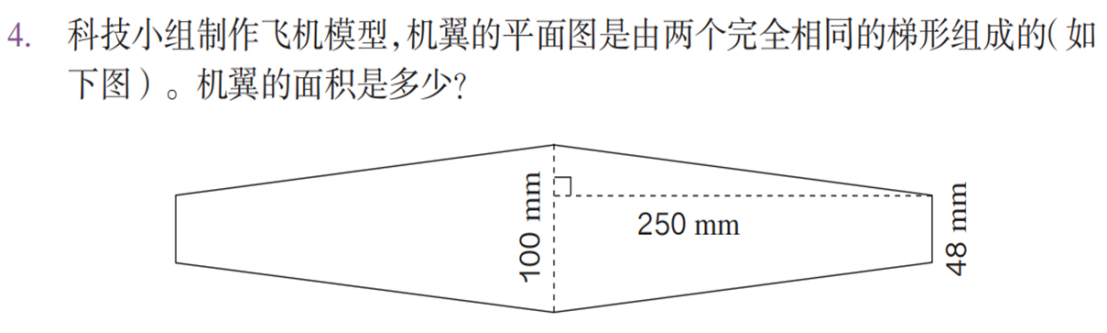 4. 科技小组制作飞机模型,机翼的平面图是由两个完全相同的梯形组成的(如
下图)。机翼的面积是多少?
100 mm
250 mm
48 mm